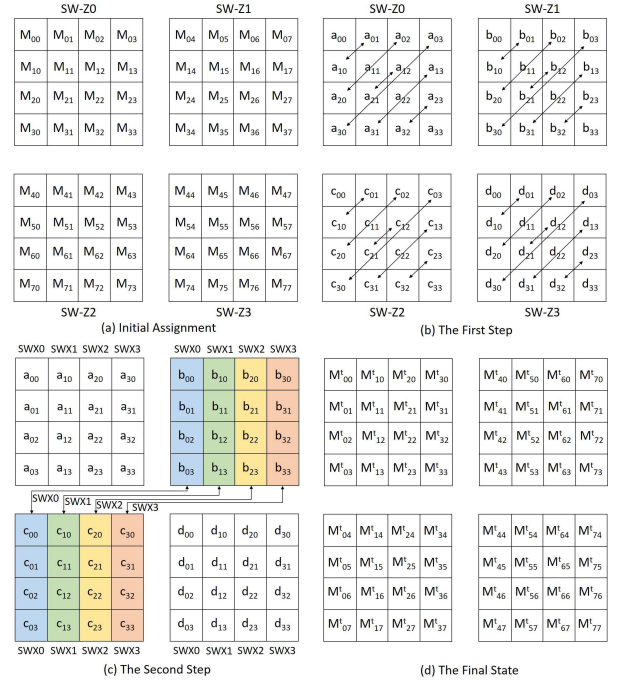 SW-Z0 SW-Z1
M00 M01 M02 M03 M04 M05 M06 M07
M10 M11 M12 M13 M14 M15 M16 M17
M20 M21 M22 M23 M24 M25 M26 M27
M30 M31 M32 M33 M34 M35 M36 M37
M40 M41 M42 M43 M44 M45 M46 M47
M50 M51 M52 M53 M54 M55 M56 M57
M60 M61 M62 M63 M64 M65 M66 M67
M70 M71 M72 M73 M74 M75 M76 M77
SW-Z2 SW-Z3
(a) Initial Assignment
SW-Z0 SW-Z1
a00 a01 a02 a03 b00 b01 b02 b03
a10 a11 a12 a13 b10 b11 b12 b13
a20 a21 a22 a23 b20 b21 b22 b23
a30 a31 a32 a33 b30 b31 b32 b33
c00 c01 c02 c03 d00 d01 d02 d03
c10 c11 c12 c13 d10 d11 d12 d13
c20 c21 c22 c23 d20 d21 d22 d23
c30 c31 c32 c33 d30 d31 d32 d33
SW-Z2 SW-Z3
(b) The First Step
SWX0 SWX1 SWX2 SWX3 SWX0 SWX1 SWX2 SWX3
a00 a10 a20 a30 b00 b10 b20 b30
a01 a11 a21 a31 b01 b11 b21 b31
a02 a12 a22 a32 b02 b12 b22 b32
a03 a13 a23 a33 b03 b13 b23 b33
SWX0 SWX1 SWX2 SWX3
c00 c10 c20 c30 d00 d10 d20 d30
c01 c11 c21 c31 d01 d11 d21 d31
c02 c12 c22 c32 d02 d12 d22 d32
c03 c13 c23 c33 d03 d13 d23 d33
SWX0 SWX1 SWX2 SWX3 SWX0 SWX1 SWX2 SWX3
(c) The Second Step
Mt00 Mt10 Mt20 Mt30 Mt40 Mt50 Mt60 Mt70
Mt01 Mt11 Mt21 Mt31 Mt41 Mt51 Mt61 Mt71
Mt02 Mt12 Mt22 Mt32 Mt42 Mt52 Mt62 Mt72
Mt03 Mt13 Mt23 Mt33 Mt43 Mt53 Mt63 Mt73
Mt04 Mt14 Mt24 Mt34 Mt44 Mt54 Mt64 Mt74
Mt05 Mt15 Mt25 Mt35 Mt45 Mt55 Mt65 Mt75
Mt06 Mt16 Mt26 Mt36 Mt46 Mt56 Mt66 Mt76
Mt07 Mt17 Mt27 Mt37 Mt47 Mt57 Mt67 Mt77
(d) The Final State